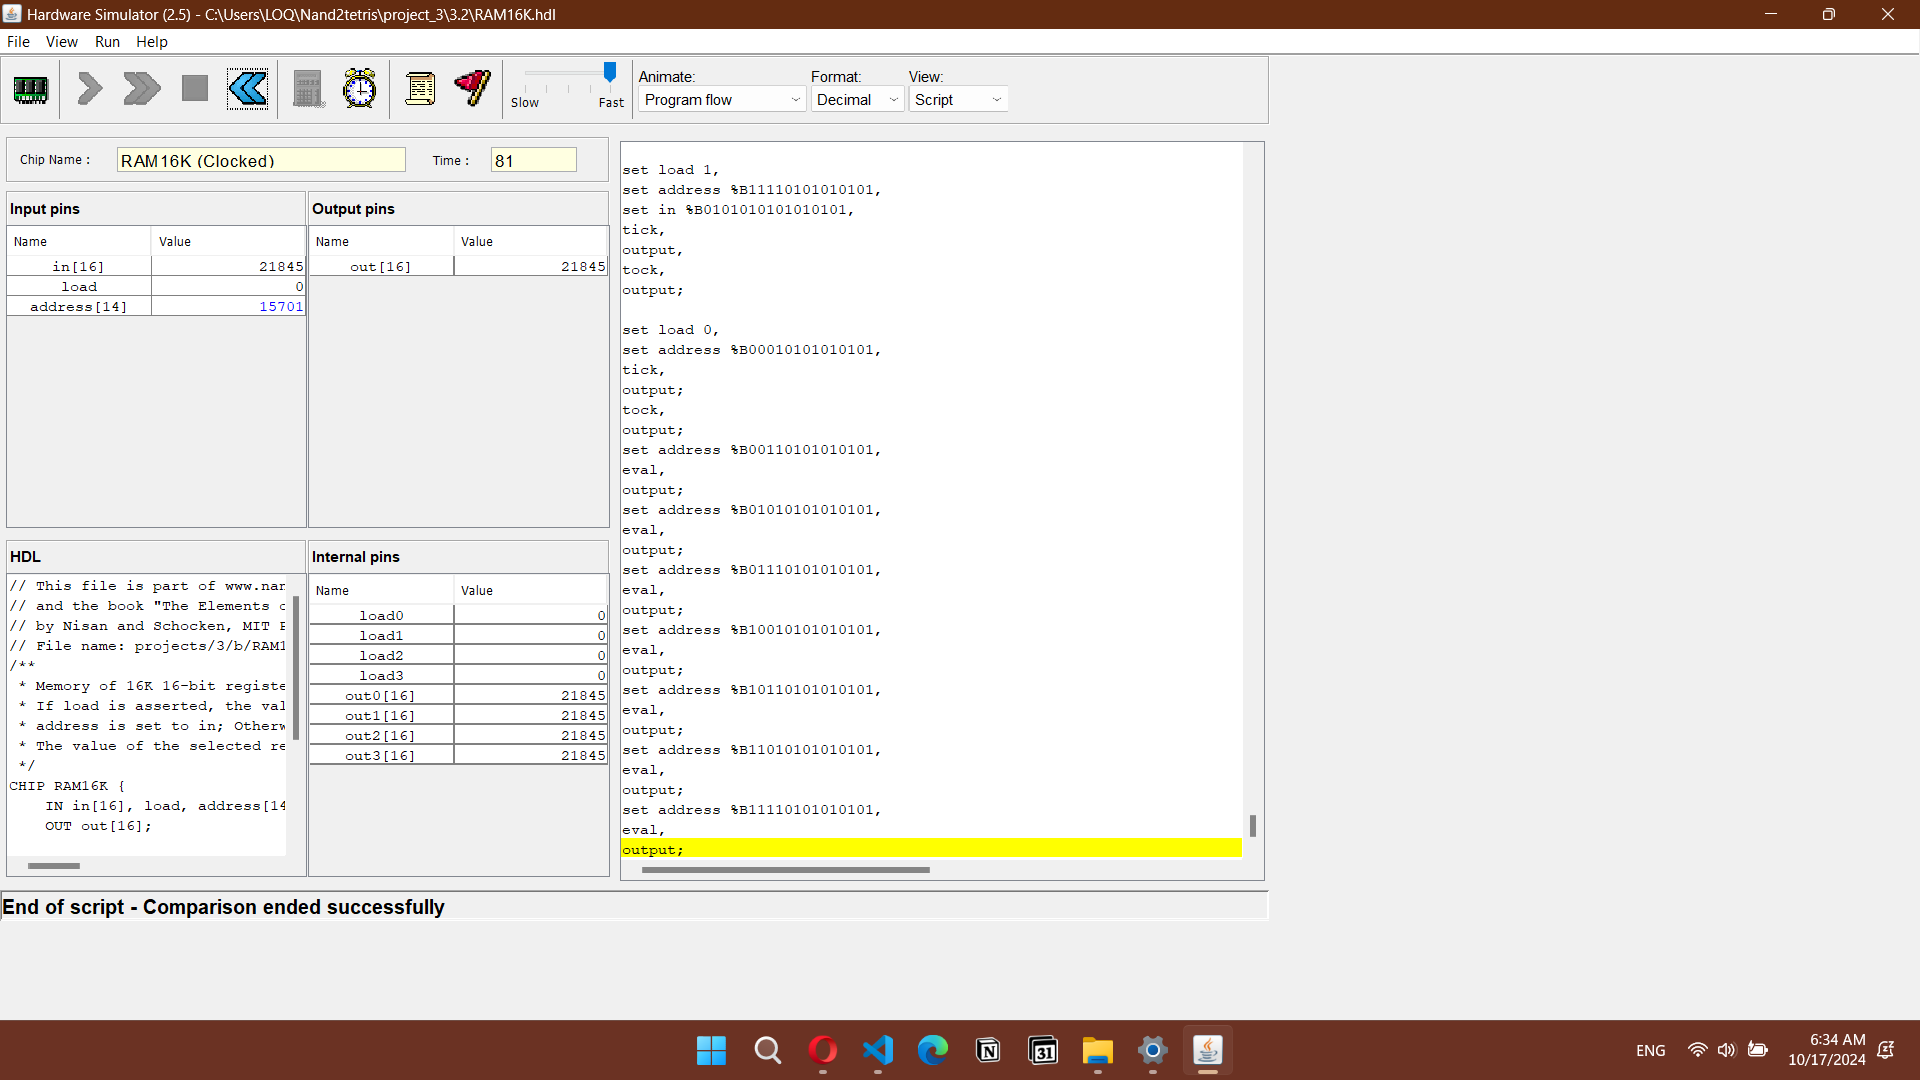 Hardware Simulator (2.5) - C:\Users\LOQ\Nand2tetris\project_3\3.2\RAM16K.hdl
File View Run Help
Slow Fast
Animate: Format: View:
Program flow Decimal Script
Chip Name : RAM16K (Clocked) Time : 81
Input pins
Name Value
in[16] 21845
load 0
address[14] 15701
Output pins
Name Value
out[16] 21845
HDL
// This file is part of www.nan
// and the book "The Elements o
// by Nisan and Schocken, MIT P
// File name: projects/3/b/RAM1
/**
* Memory of 16K 16-bit registe
* If load is asserted, the val
* address is set to in; Otherw
* The value of the selected re
*/
CHIP RAM16K {
IN in[16], load, address[14
OUT out[16];
Internal pins
Name Value
load0 0
load1 0
load2 0
load3 0
out0[16] 21845
out1[16] 21845
out2[16] 21845
out3[16] 21845
set load 1,
set address %B11110101010101,
set in %B0101010101010101,
tick,
output,
tock,
output;
set load 0,
set address %B00010101010101,
tick,
output;
tock,
output;
set address %B00110101010101,
eval,
output;
set address %B01010101010101,
eval,
output;
set address %B01110101010101,
eval,
output;
set address %B10010101010101,
eval,
output;
set address %B10110101010101,
eval,
output;
set address %B11010101010101,
eval,
output;
set address %B11110101010101,
eval,
output;
End of script - Comparison ended successfully
31
ENG
6:34 AM
10/17/2024